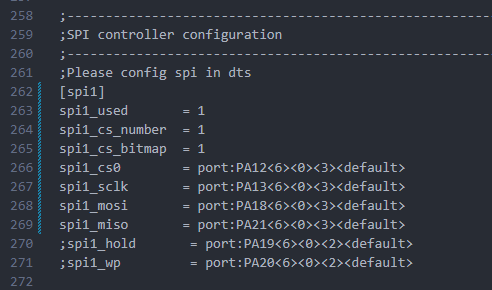 258 ;-------------------------------------------------------
259 ;SPI controller configuration
260 ;-------------------------------------------------------
261 ;Please config spi in dts
262 [spi1]
263 spi1_used       = 1
264 spi1_cs_number  = 1
265 spi1_cs_bitmap  = 1
266 spi1_cs0        = port:PA12<6><0><3><default>
267 spi1_sclk       = port:PA13<6><0><3><default>
268 spi1_mosi       = port:PA18<6><0><3><default>
269 spi1_miso       = port:PA21<6><0><3><default>
270 ;spi1_hold       = port:PA19<6><0><2><default>
271 ;spi1_wp         = port:PA20<6><0><2><default>
272